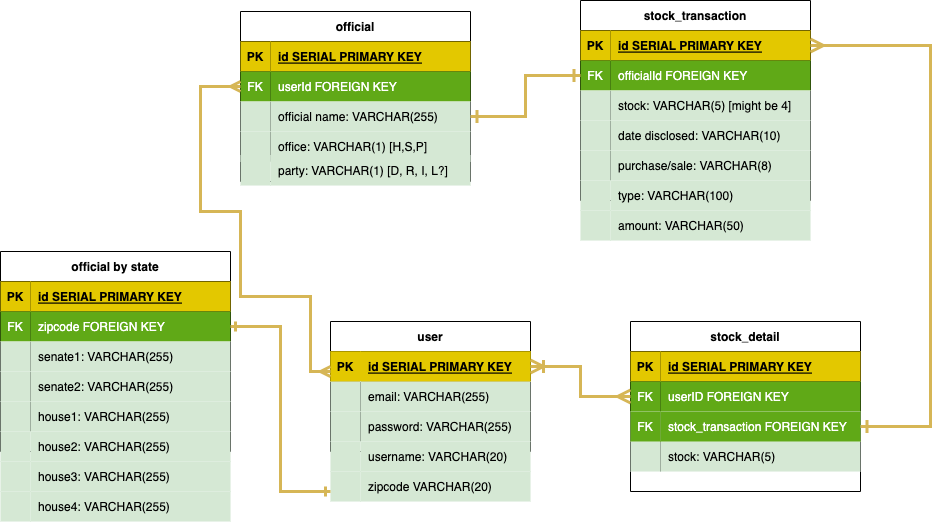 official
PK id SERIAL PRIMARY KEY
FK userId FOREIGN KEY
official name: VARCHAR(255)
office: VARCHAR(1) [H,S,P]
party: VARCHAR(1) [D, R, I, L?]
stock_transaction
PK id SERIAL PRIMARY KEY
FK officialId FOREIGN KEY
stock: VARCHAR(5) [might be 4]
date disclosed: VARCHAR(10)
purchase/sale: VARCHAR(8)
type: VARCHAR(100)
amount: VARCHAR(50)
official by state
PK id SERIAL PRIMARY KEY
FK zipcode FOREIGN KEY
senate1: VARCHAR(255)
senate2: VARCHAR(255)
house1: VARCHAR(255)
house2: VARCHAR(255)
house3: VARCHAR(255)
house4: VARCHAR(255)
user
PK id SERIAL PRIMARY KEY
email: VARCHAR(255)
password: VARCHAR(255)
username: VARCHAR(20)
zipcode VARCHAR(20)
stock_detail
PK id SERIAL PRIMARY KEY
FK userID FOREIGN KEY
FK stock_transaction FOREIGN KEY
stock: VARCHAR(5)